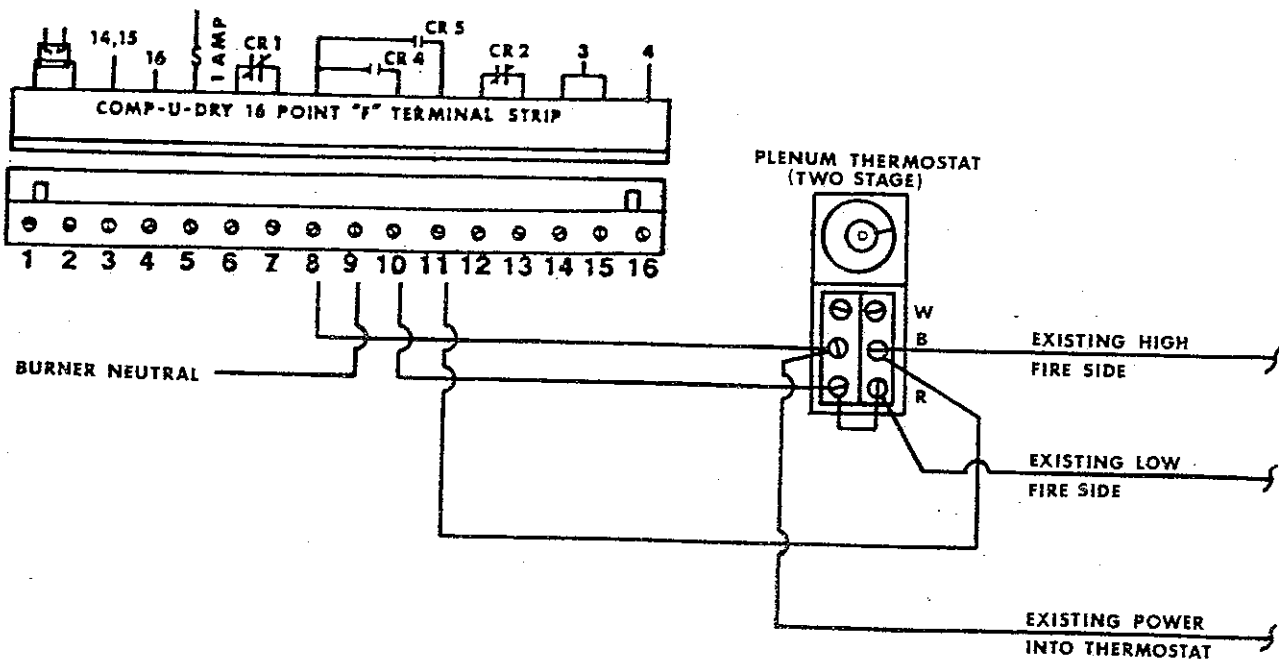 14,15
16
1 AMP
CR 1
CR 5
CR 4
CR 2
3
4
COMP-U-DRY 16 POINT "F" TERMINAL STRIP
1 2 3 4 5 6 7 8 9 10 11 12 13 14 15 16
PLENUM THERMOSTAT
(TWO STAGE)
W
B
R
BURNER NEUTRAL
EXISTING HIGH
FIRE SIDE
EXISTING LOW
FIRE SIDE
EXISTING POWER
INTO THERMOSTAT